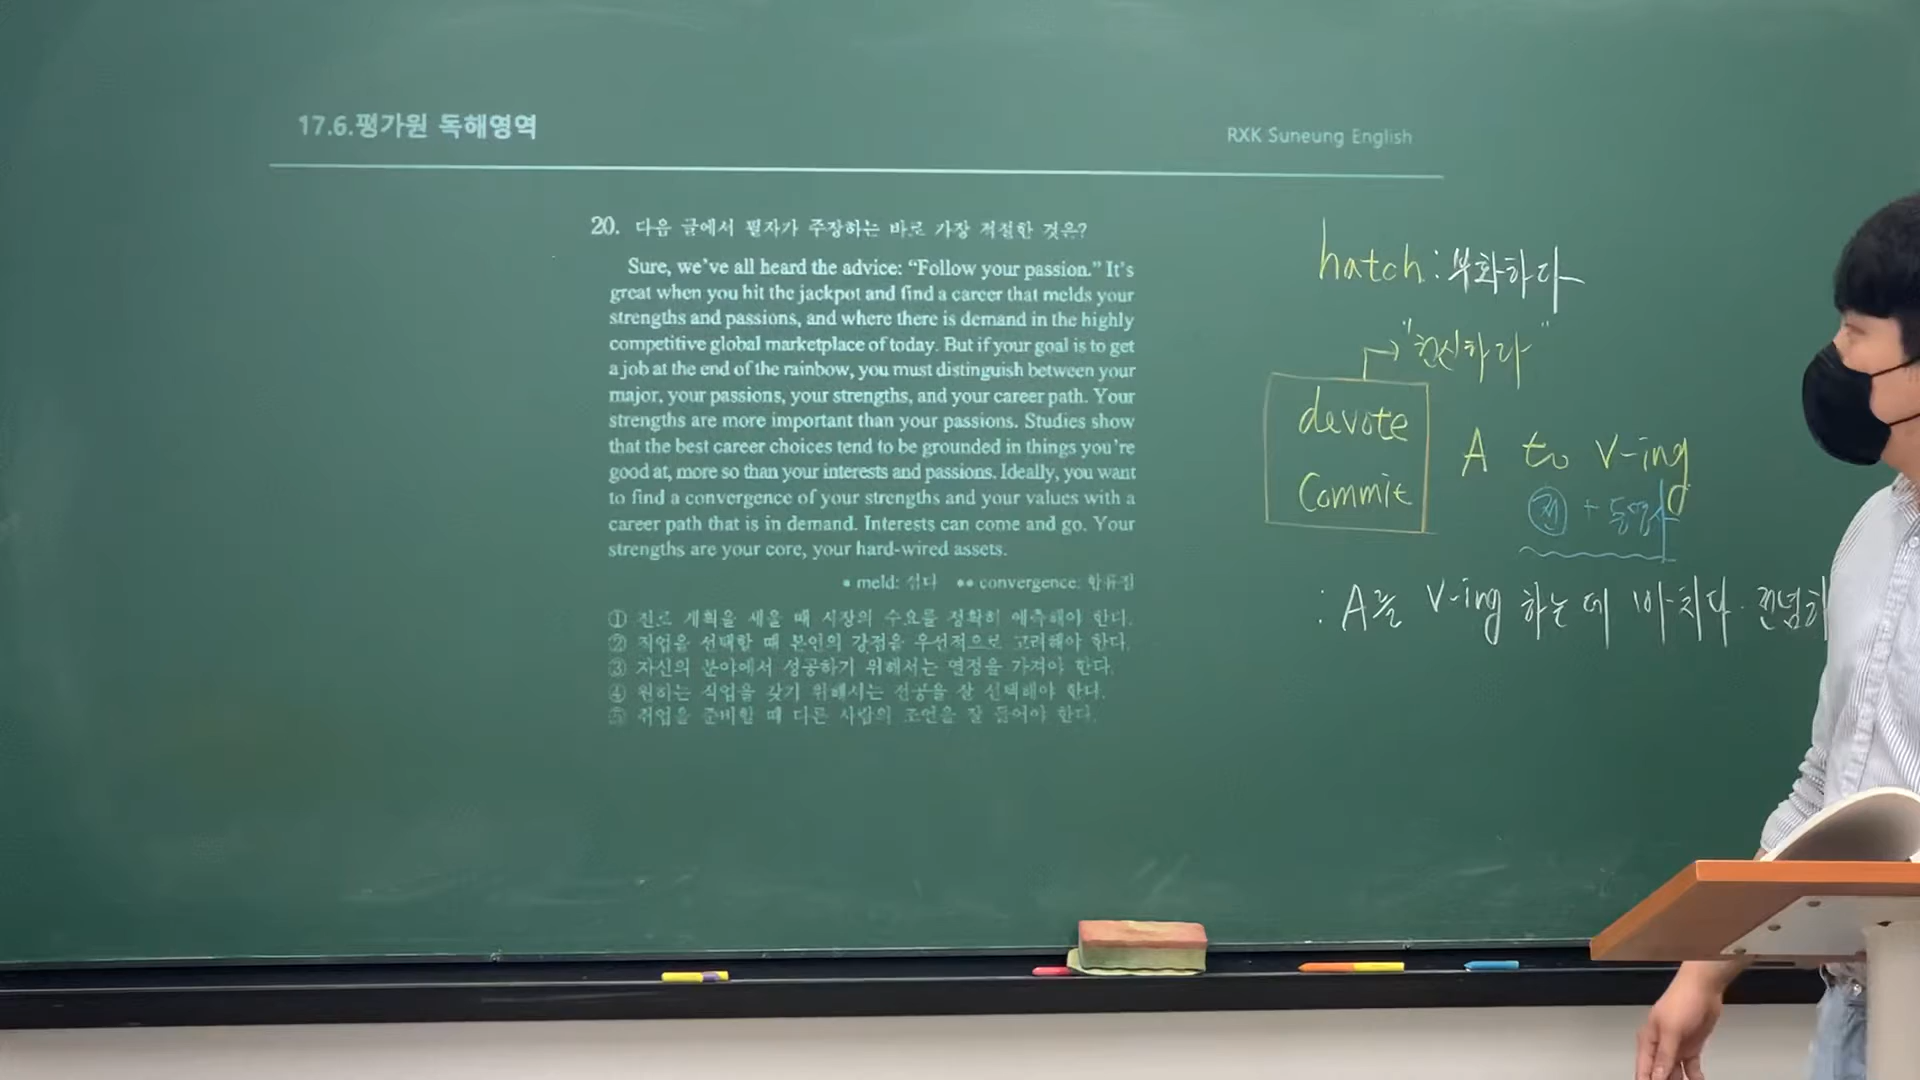 17.6.평가원 독해영역
RXK Suneung English
20. 다음 글에서 필자가 주장하는 바로 가장 적절한 것은?
Sure, we've all heard the advice: “Follow your passion.” It's
great when you hit the jackpot and find a career that melds your
strengths and passions, and where there is demand in the highly
competitive global marketplace of today. But if your goal is to get
a job at the end of the rainbow, you must distinguish between your
major, your passions, your strengths, and your career path. Your
strengths are more important than your passions. Studies show
that the best career choices tend to be grounded in things you're
good at, more so than your interests and passions. Ideally, you want
to find a convergence of your strengths and your values with a
career path that is in demand. Interests can come and go. Your
strengths are your core, your hard-wired assets.
* meld: 섞다 ** convergence: 합류점
① 진로 계획을 세울 때 시장의 수요를 정확히 예측해야 한다.
② 직업을 선택할 때 본인의 강점을 우선적으로 고려해야 한다.
③ 자신의 분야에서 성공하기 위해서는 열정을 가져야 한다.
④ 원하는 직업을 갖기 위해서는 전공을 잘 선택해야 한다.
⑤ 취업을 준비할 때 다른 사람의 조언을 잘 들어야 한다.
hatch : 부화하다
"헌신하다"
devote
commit
A to V-ing
전 + 동명사
: A를 V-ing 하는 데 바치다. 전념하